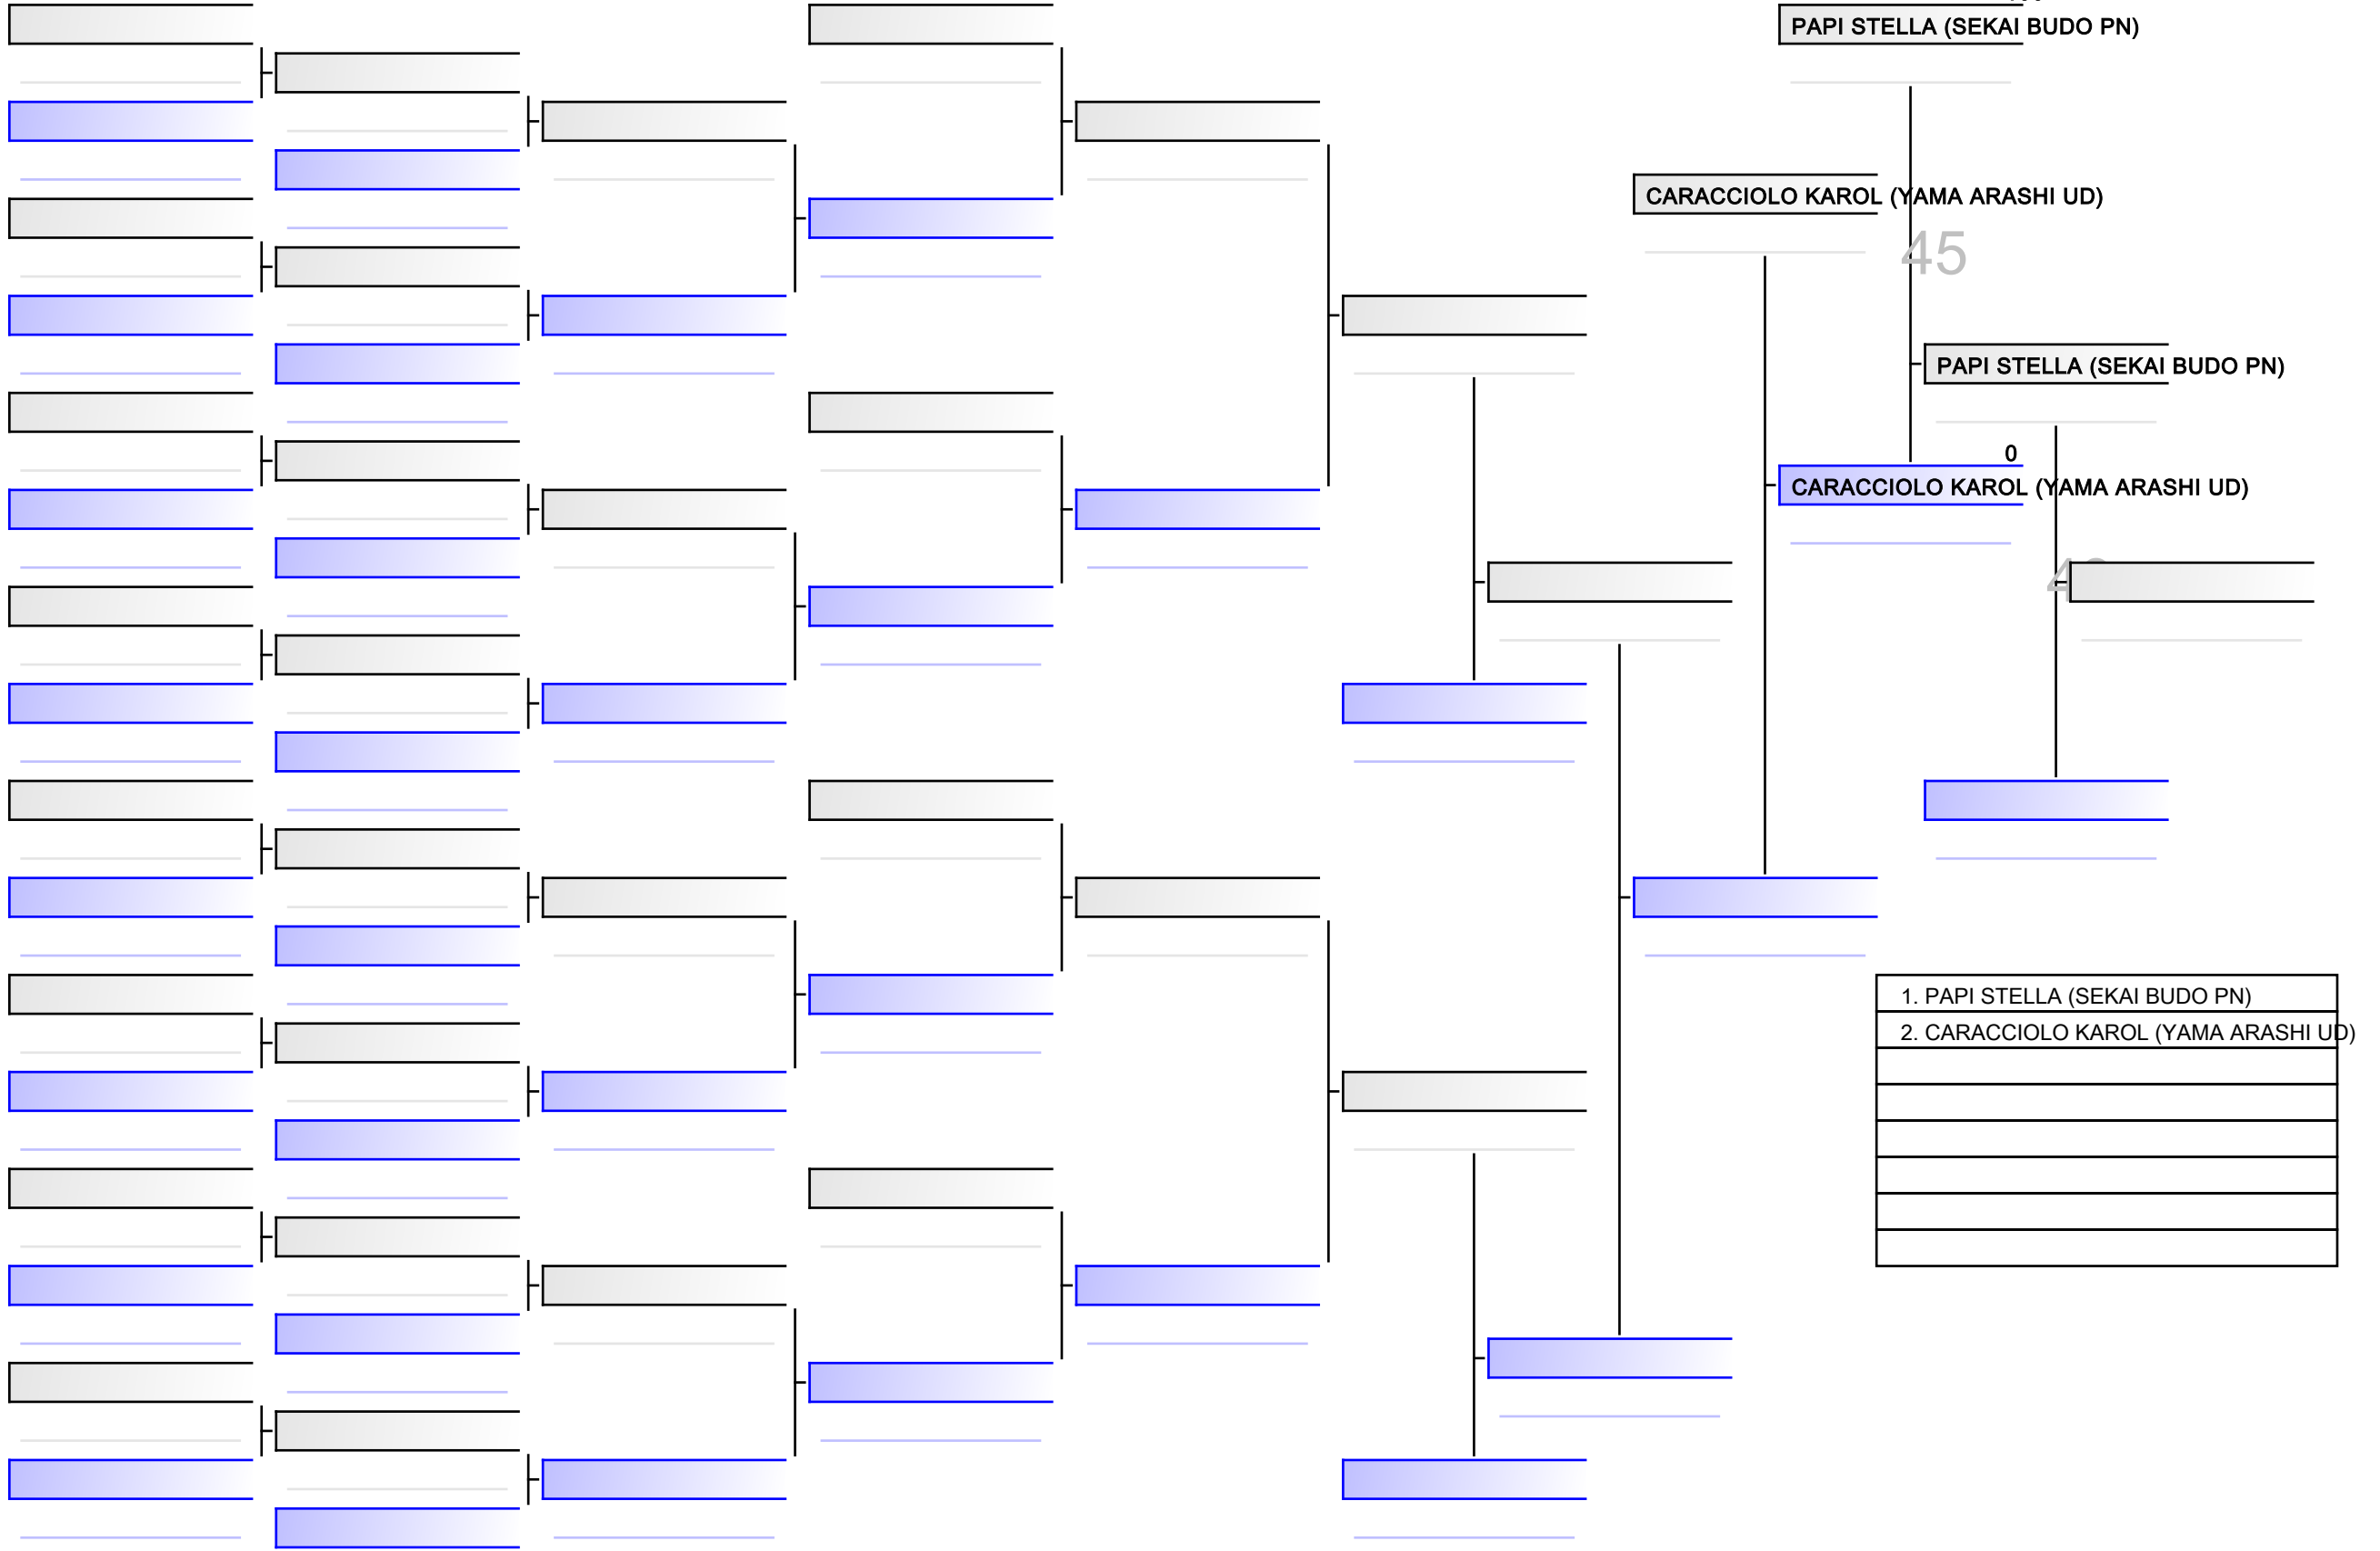 PAPI STELLA (SEKAI BUDO PN)
CARACCIOLO KAROL (YAMA ARASHI UD)
45
PAPI STELLA (SEKAI BUDO PN)
0
CARACCIOLO KAROL (YAMA ARASHI UD)
1. PAPI STELLA (SEKAI BUDO PN)
2. CARACCIOLO KAROL (YAMA ARASHI UD)